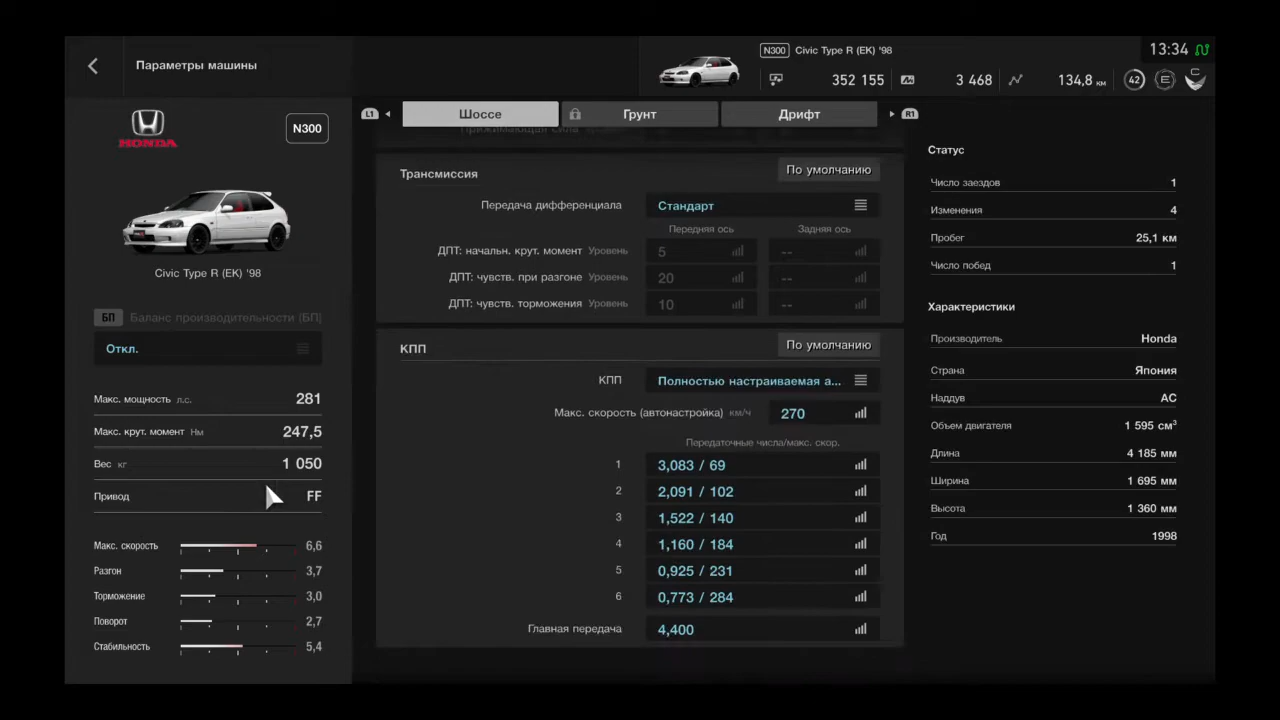 Параметры машины
N300 Civic Type R (EK) '98
352 155 3 468 134,8 км 42 E C
13:34
HONDA
N300
Civic Type R (EK) '98
БП Баланс производительности (БП)
Откл.
Макс. мощность л.с. 281
Макс. крут. момент Нм 247,5
Вес кг 1 050
Привод FF
Макс. скорость 6,6
Разгон 3,7
Торможение 3,0
Поворот 2,7
Стабильность 5,4
L1 Шоссе Грунт Дрифт R1
Прижимающая сила
Трансмиссия По умолчанию
Передача дифференциала Стандарт
Передняя ось Задняя ось
ДПТ: начальн. крут. момент Уровень 5 --
ДПТ: чувств. при разгоне Уровень 20 --
ДПТ: чувств. торможения Уровень 10 --
КПП По умолчанию
КПП Полностью настраиваемая а...
Макс. скорость (автонастройка) км/ч 270
Передаточные числа/макс. скор.
1 3,083 / 69
2 2,091 / 102
3 1,522 / 140
4 1,160 / 184
5 0,925 / 231
6 0,773 / 284
Главная передача 4,400
Статус
Число заездов 1
Изменения 4
Пробег 25,1 км
Число побед 1
Характеристики
Производитель Honda
Страна Япония
Наддув АС
Объем двигателя 1 595 см³
Длина 4 185 мм
Ширина 1 695 мм
Высота 1 360 мм
Год 1998